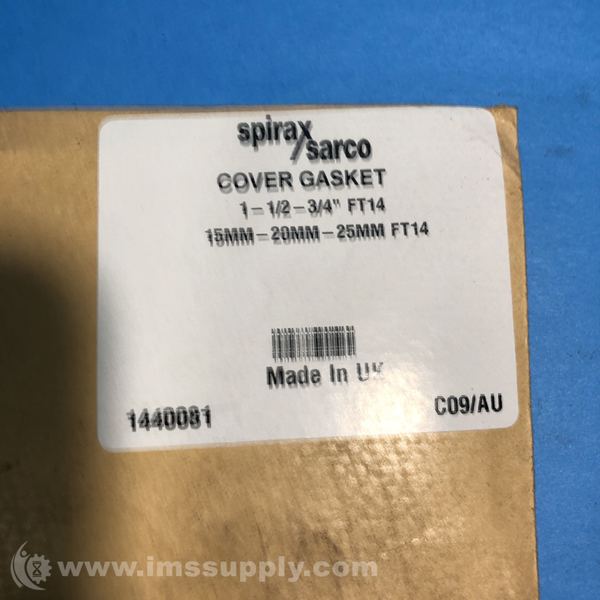 spirax
sarco
COVER GASKET
1-1/2-3/4" FT14
15MM-20MM-25MM FT14
Made In UK
1440081 C09/AU
www.imssupply.com